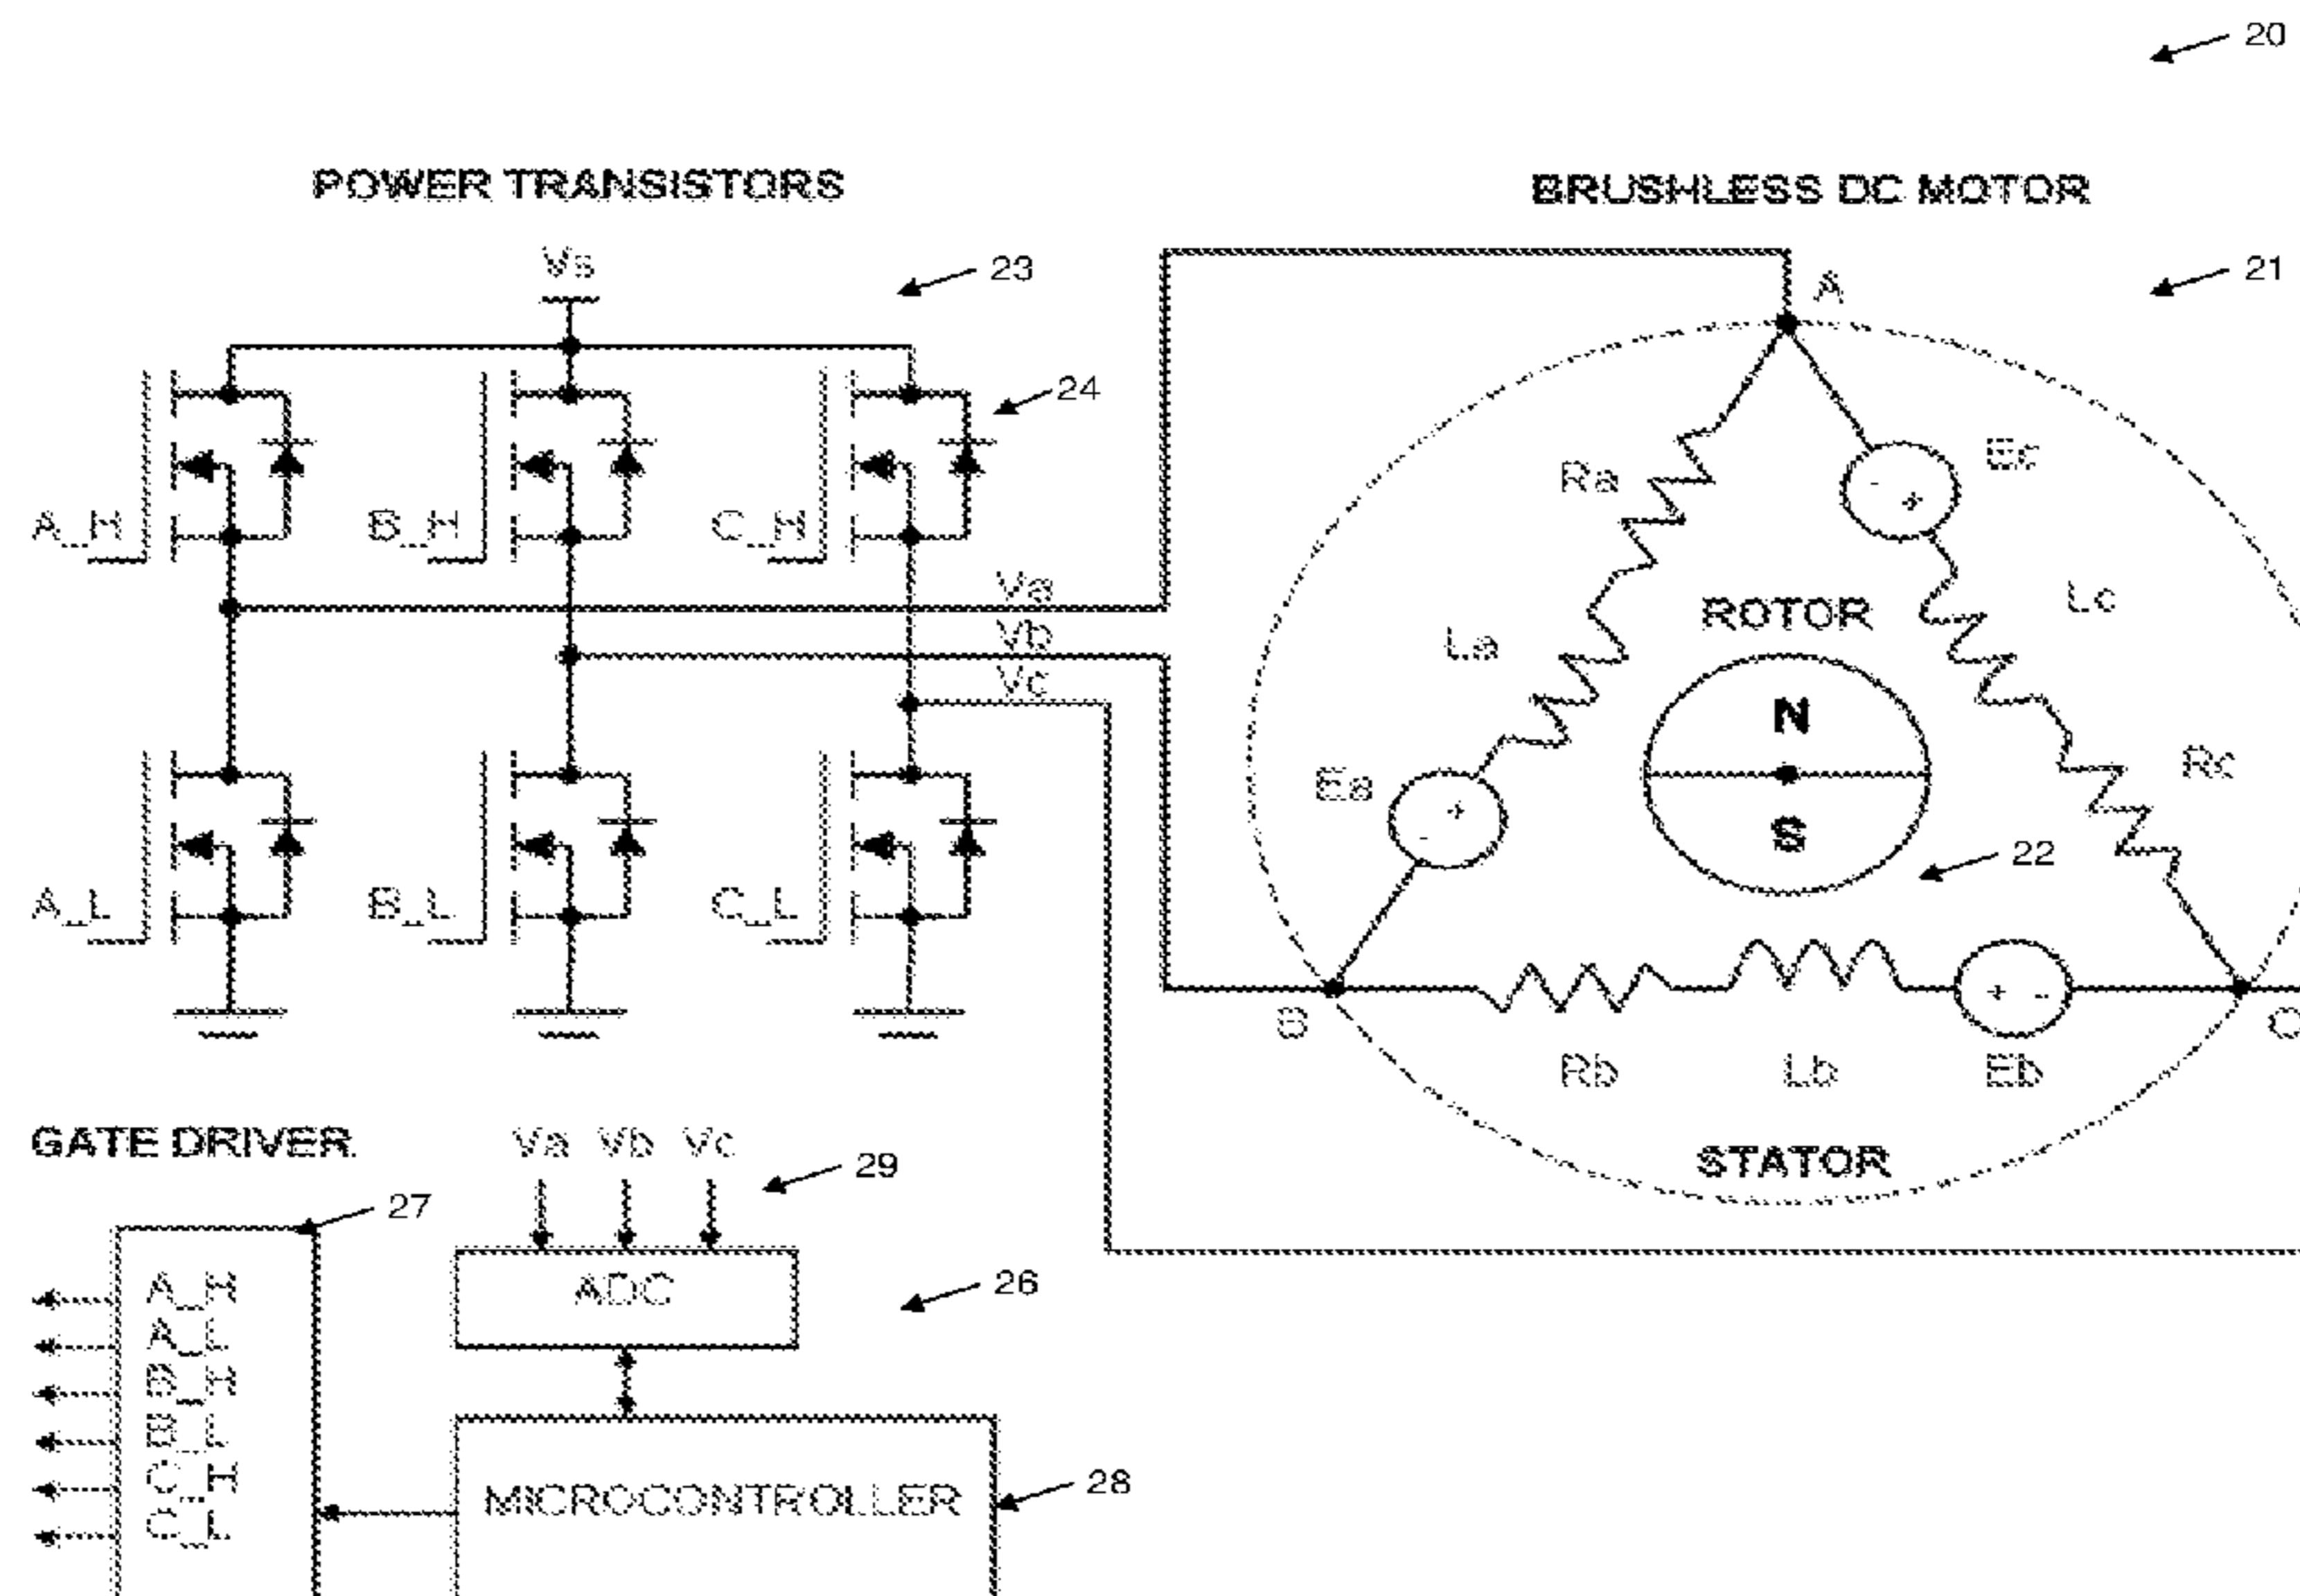 20
POWER TRANSISTORS
BRUSHLESS DC MOTOR
Vs
23
21
A
24
Ra
Ec
A_H
B_H
C_H
Va
Vb
Vc
La
ROTOR
Lc
N
S
Ea
Rc
22
A_L
B_L
C_L
B
C
Rb
Lb
Eb
+ -
+ -
+ -
STATOR
GATE DRIVER
27
Va Vb Vc
29
ADC
26
A_H
A_L
B_H
B_L
C_H
C_L
MICROCONTROLLER
28